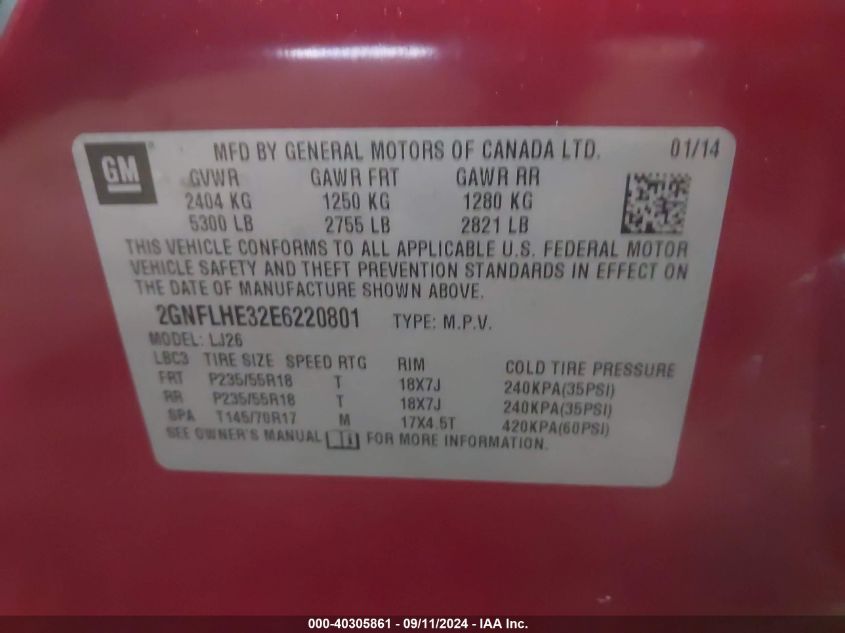 GM ® MFD BY GENERAL MOTORS OF CANADA LTD. 01/14
GVWR GAWR FRT GAWR RR
2404 KG 1250 KG 1280 KG
5300 LB 2755 LB 2821 LB
THIS VEHICLE CONFORMS TO ALL APPLICABLE U.S. FEDERAL MOTOR
VEHICLE SAFETY AND THEFT PREVENTION STANDARDS IN EFFECT ON
THE DATE OF MANUFACTURE SHOWN ABOVE.
2GNFLHE32E6220801 TYPE: M.P.V.
MODEL: LJ26
LBC3 TIRE SIZE SPEED RTG RIM COLD TIRE PRESSURE
FRT P235/55R18 T 18X7J 240KPA(35PSI)
RR P235/55R18 T 18X7J 240KPA(35PSI)
SPA T145/70R17 M 17X4.5T 420KPA(60PSI)
SEE OWNER'S MANUAL FOR MORE INFORMATION.
000-40305861 - 09/11/2024 - IAA Inc.